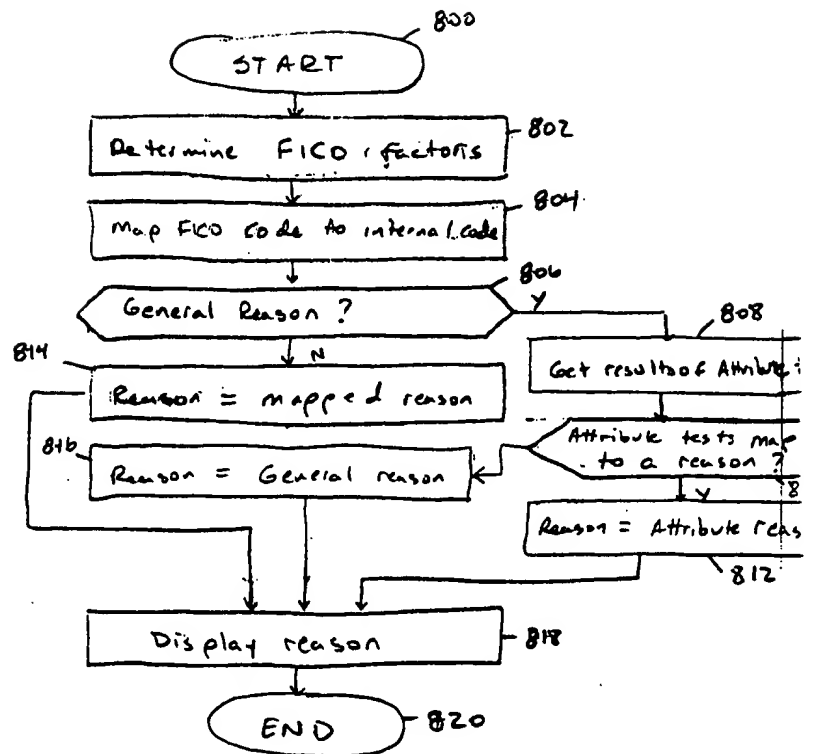 800
START
802
Determine FICO factors
804
Map FICO code to internal code
806
General Reason ?
Y
808
Get results of Attribute
N
814
Reason = mapped reason
Attribute tests map
to a reason ?
8
816
Reason = General reason
Y
Reason = Attribute reas
812
Display reason
818
END
820